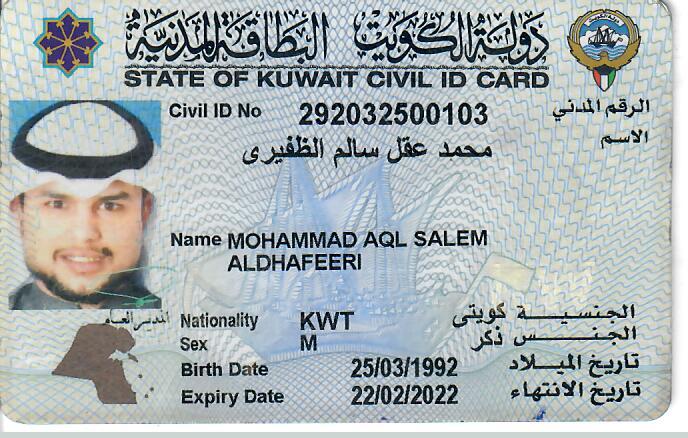 دولة الكويت البطاقة المدنية
STATE OF KUWAIT CIVIL ID CARD
Civil ID No 292032500103 الرقم المدني
الاسم
محمد عقل سالم الظفيرى
Name MOHAMMAD AQL SALEM
ALDHAFEERI
المدير العام
Nationality KWT الجنسية كويتى
Sex M الجنس ذكر
Birth Date 25/03/1992 تاريخ الميلاد
Expiry Date 22/02/2022 تاريخ الانتهاء